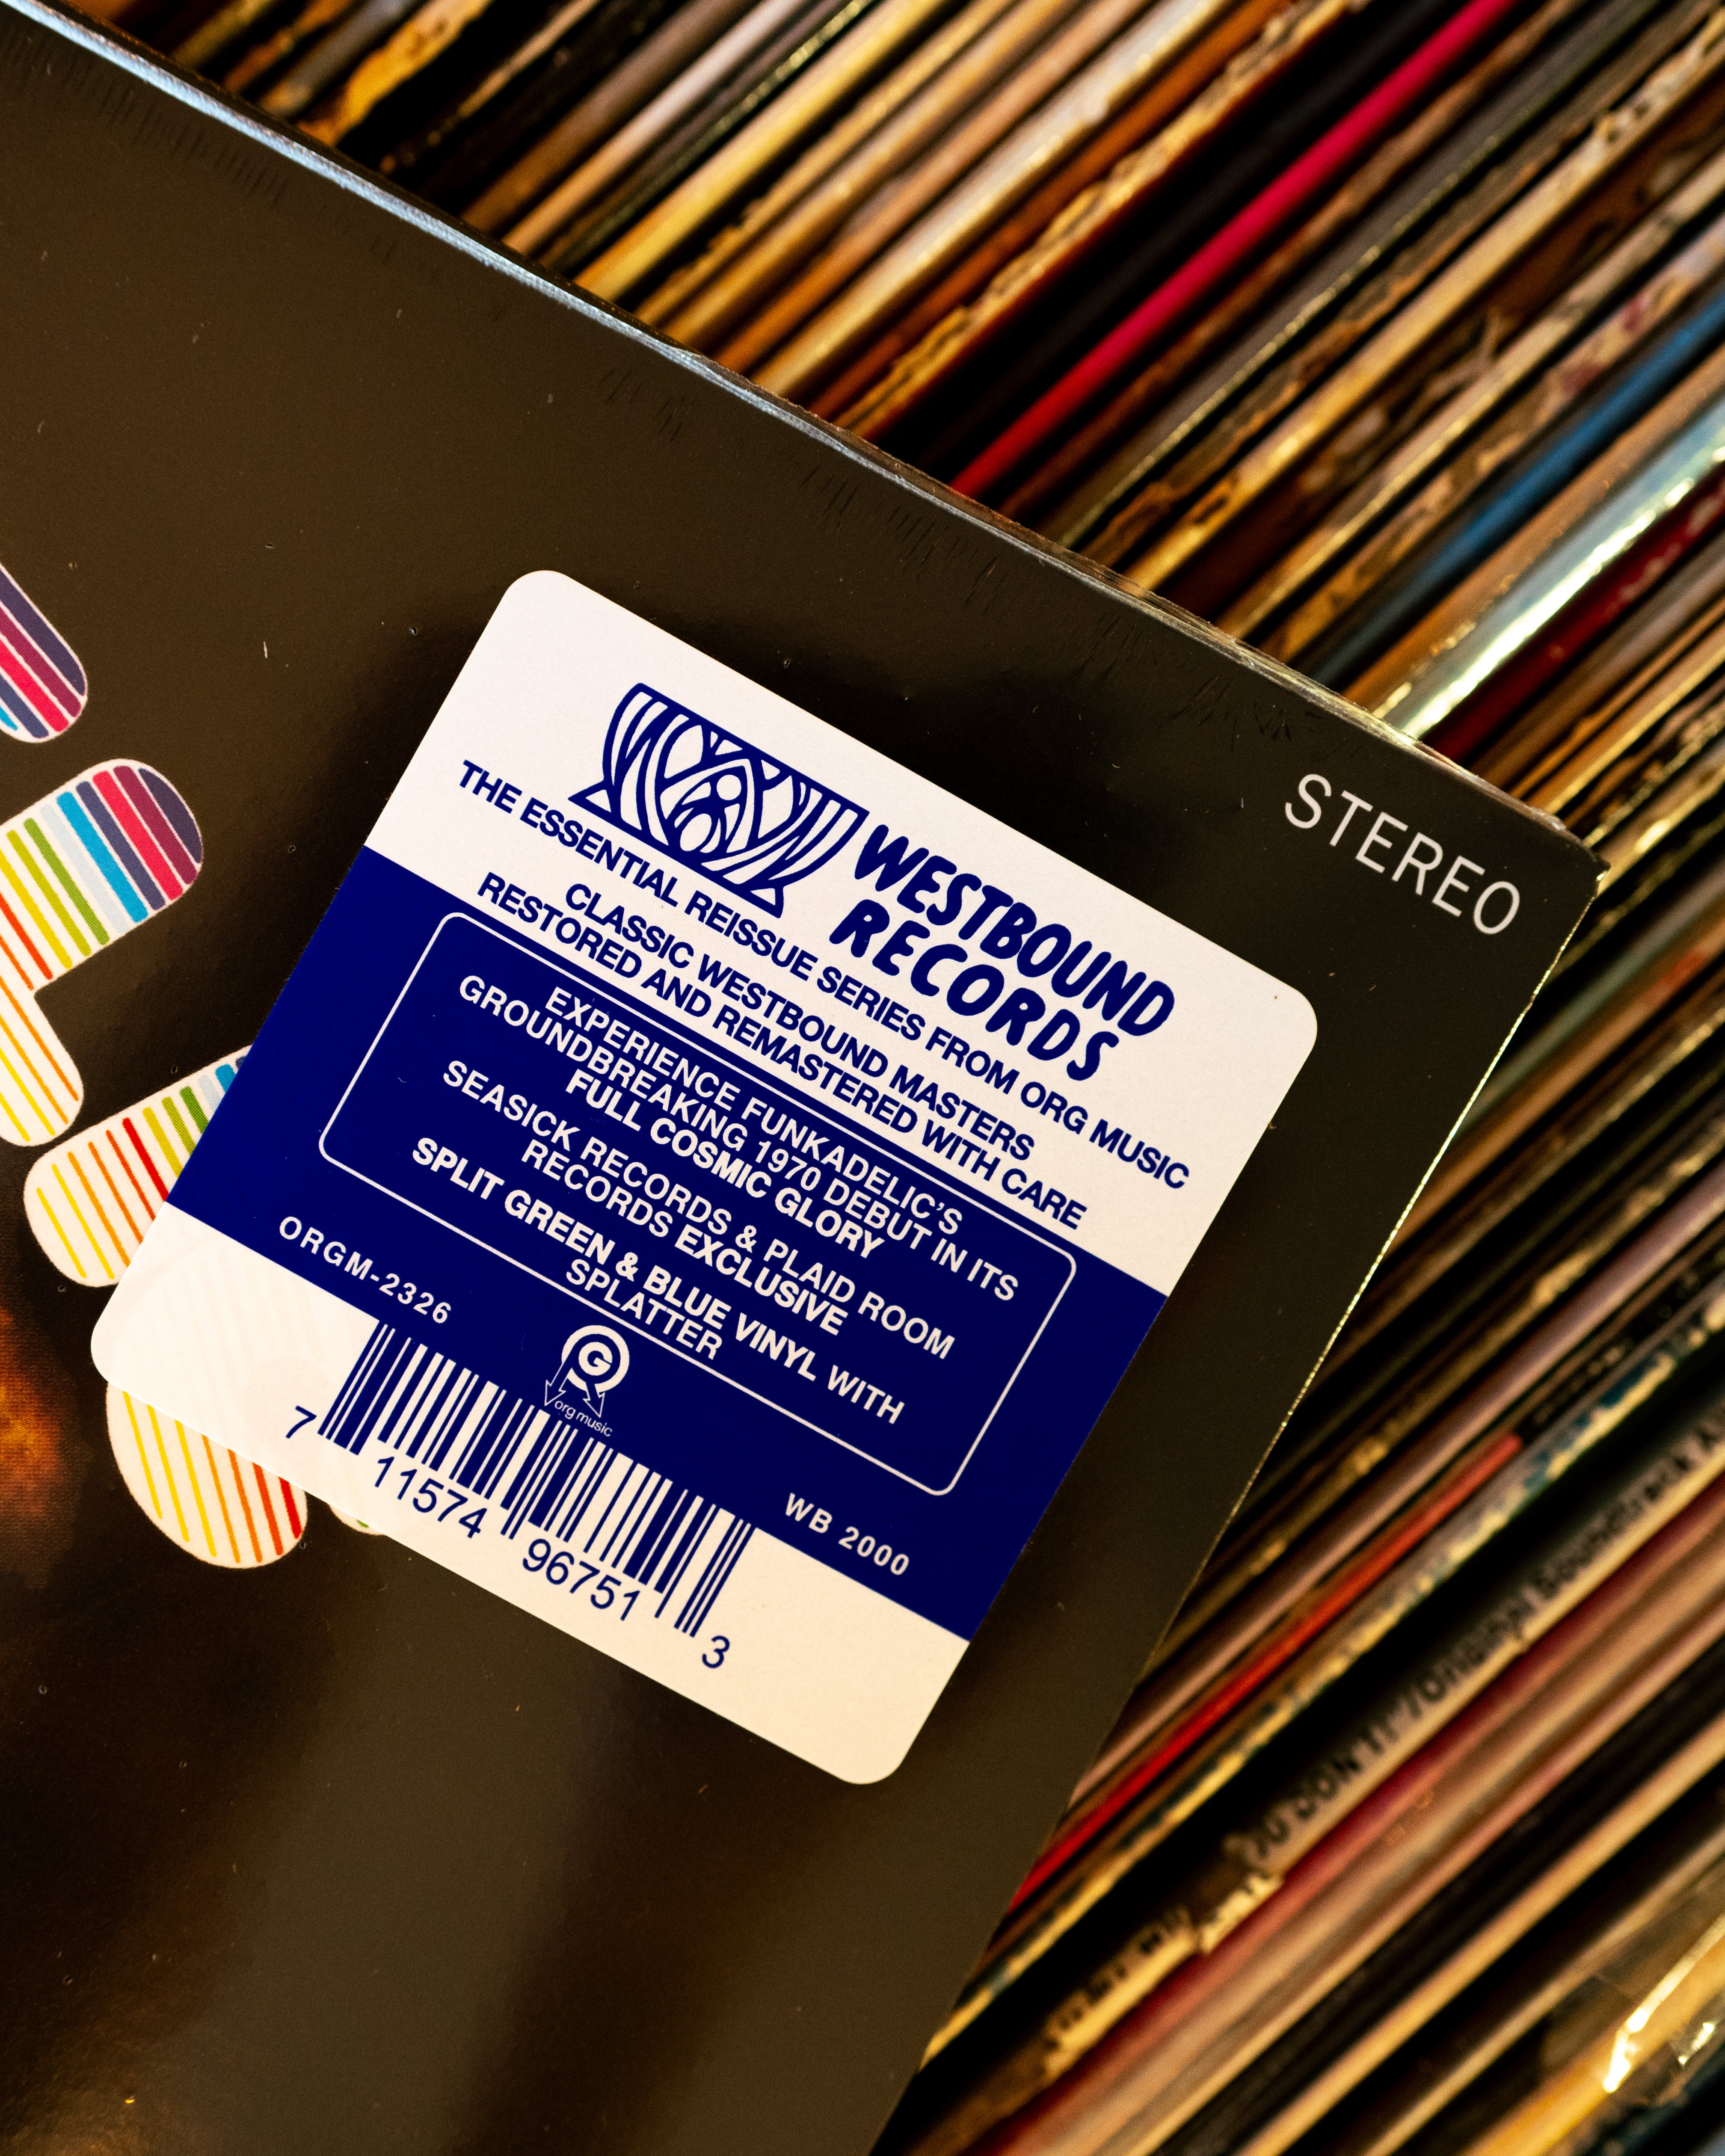 STEREO
WESTBOUND
RECORDS
THE ESSENTIAL REISSUE SERIES FROM ORG MUSIC
CLASSIC WESTBOUND MASTERS
RESTORED AND REMASTERED WITH CARE
EXPERIENCE FUNKADELIC'S
GROUNDBREAKING 1970 DEBUT IN ITS
FULL COSMIC GLORY
SEASICK RECORDS & PLAID ROOM
RECORDS EXCLUSIVE
SPLIT GREEN & BLUE VINYL WITH
SPLATTER
ORGM-2326
org music
WB 2000
7 11574 96751 3